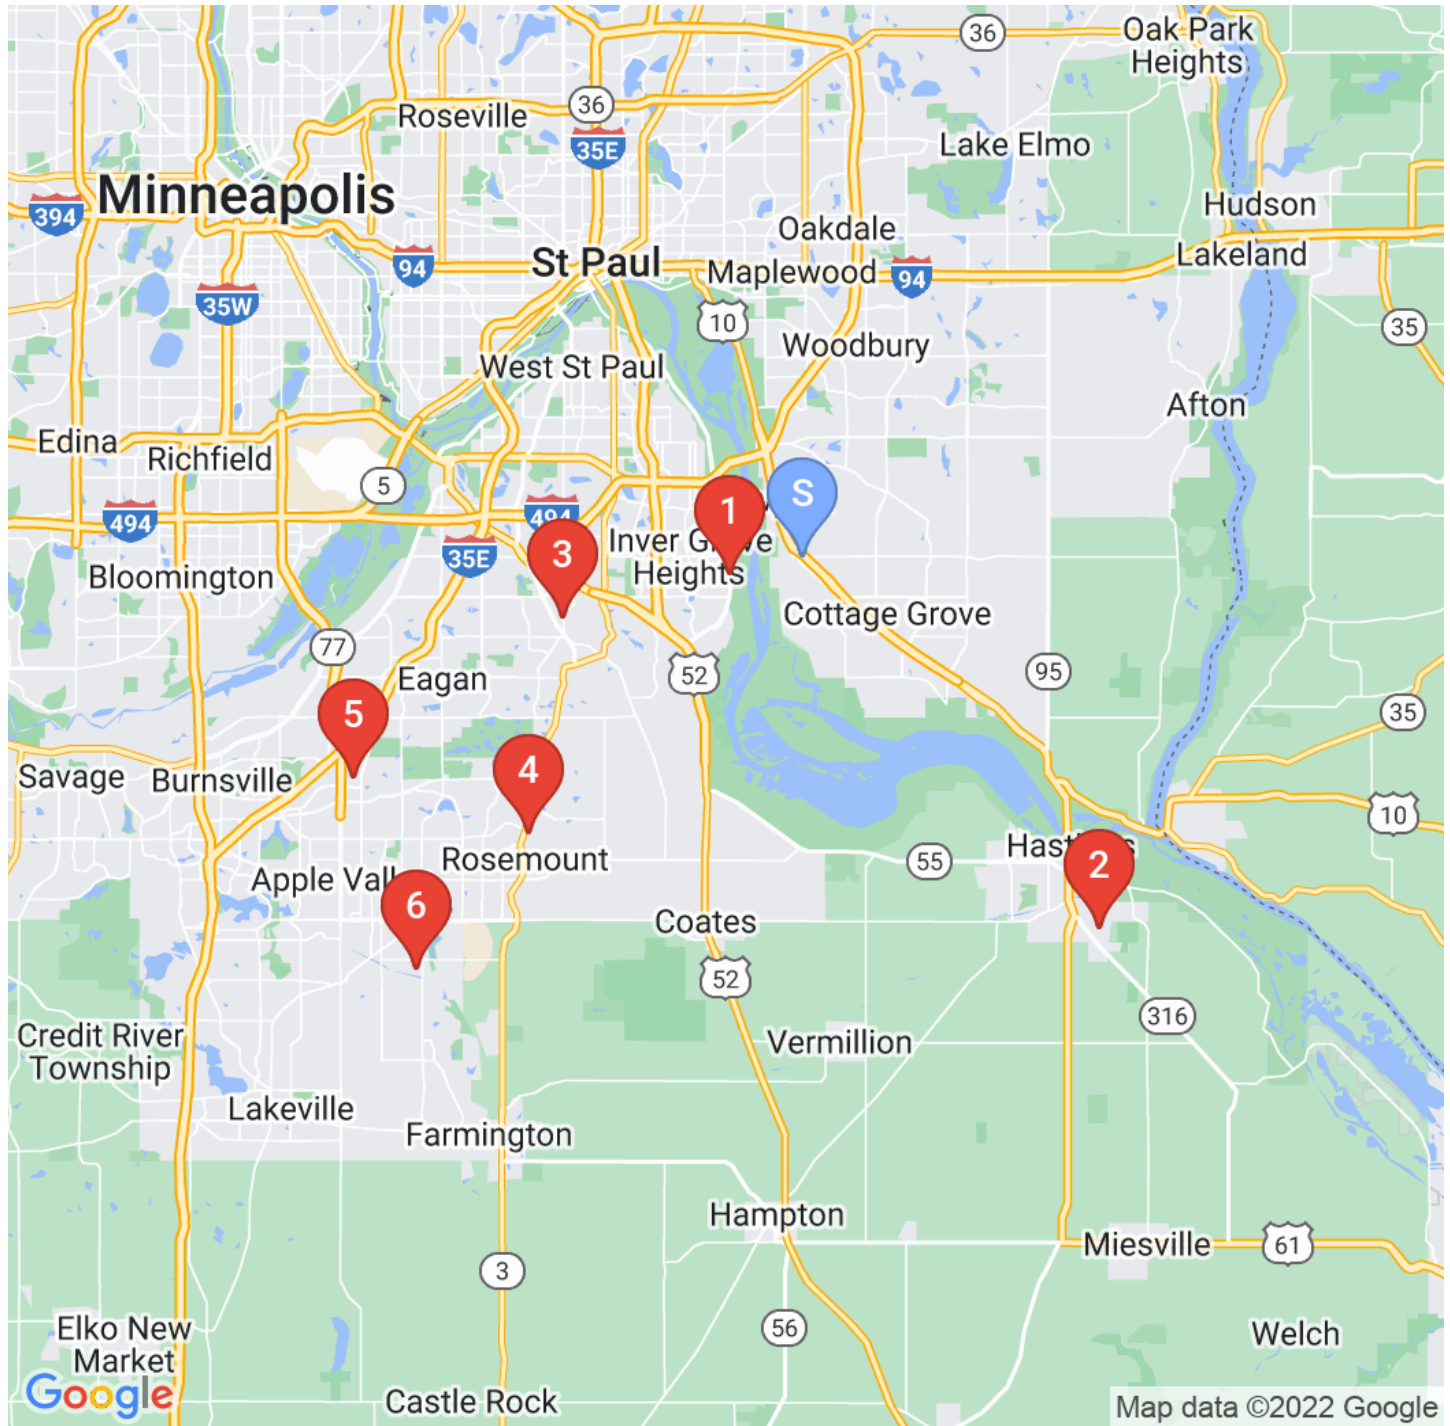 36
Oak Park
Heights
Roseville
36
35E
Lake Elmo
Minneapolis
394
Hudson
Oakdale
94
St Paul
Maplewood
94
Lakeland
35W
10
35
Woodbury
West St Paul
Afton
Edina
Richfield
5
S
494
494
1
35E
3
Inver Grove
Heights
Bloomington
Cottage Grove
77
Eagan
52
95
5
35
Savage
Burnsville
4
10
Rosemount
55
2
Apple
6
Coates
52
316
Credit River
Township
Vermillion
Lakeville
Farmington
Hampton
Miesville
61
3
Elko New
Market
56
Welch
Google
Castle Rock
Map data ©2022 Google